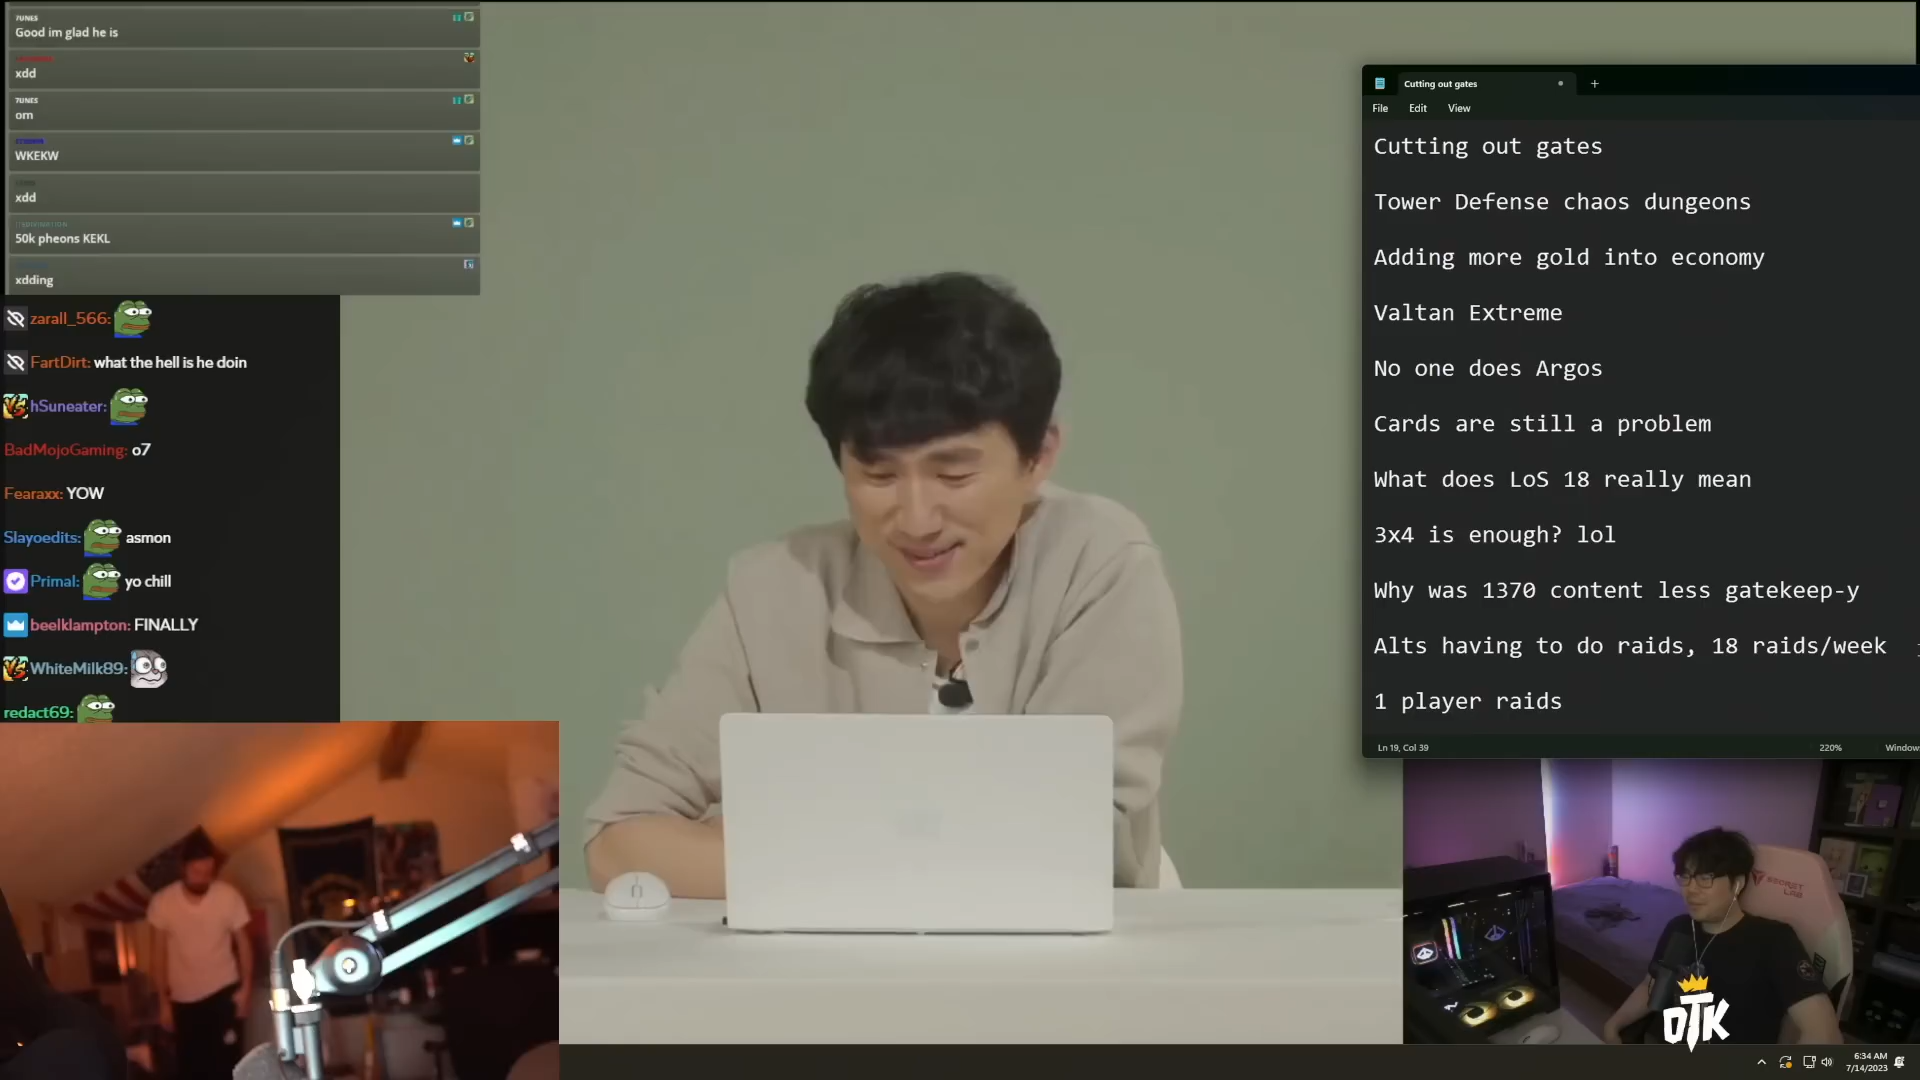 7UNES
Good im glad he is
xdd
7UNES
om
WKEKW
xdd
50k pheons KEKL
xdding
zarall_566:
FartDirt: what the hell is he doin
hSuneater:
BadMojoGaming: o7
Fearaxx: YOW
Slayoedits: asmon
Primal: yo chill
beelklampton: FINALLY
WhiteMilk89:
redact69:
Cutting out gates
File Edit View
Cutting out gates
Tower Defense chaos dungeons
Adding more gold into economy
Valtan Extreme
No one does Argos
Cards are still a problem
What does LoS 18 really mean
3x4 is enough? lol
Why was 1370 content less gatekeep-y
Alts having to do raids, 18 raids/week
1 player raids
Ln 19, Col 39
220%
Windows
SECRET
LAB
OTK
6:34 AM
7/14/2023